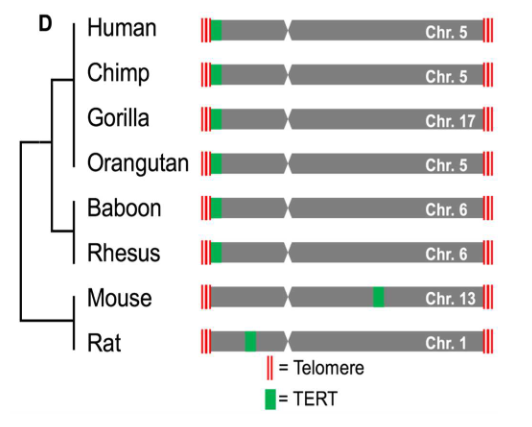 D
Human Chr. 5
Chimp Chr. 5
Gorilla Chr. 17
Orangutan Chr. 5
Baboon Chr. 6
Rhesus Chr. 6
Mouse Chr. 13
Rat Chr. 1
= Telomere
= TERT